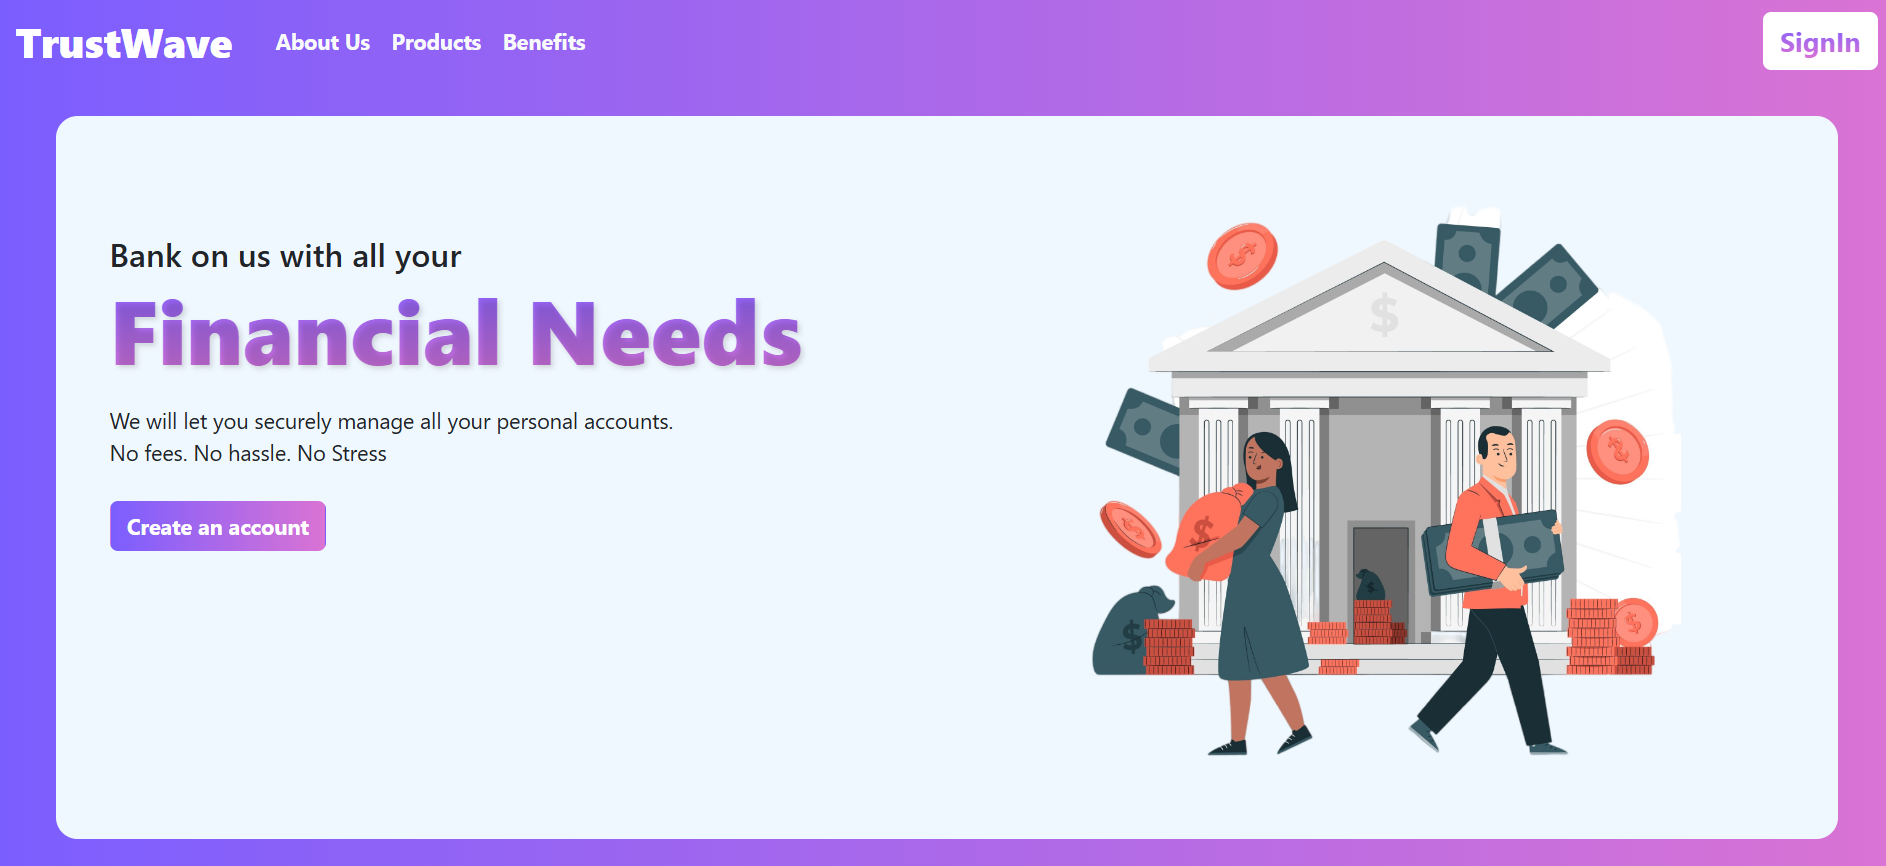 TrustWave About Us Products Benefits SignIn
Bank on us with all your
Financial Needs
We will let you securely manage all your personal accounts.
No fees. No hassle. No Stress
Create an account
$
$
$
$
$
$
$
$
$